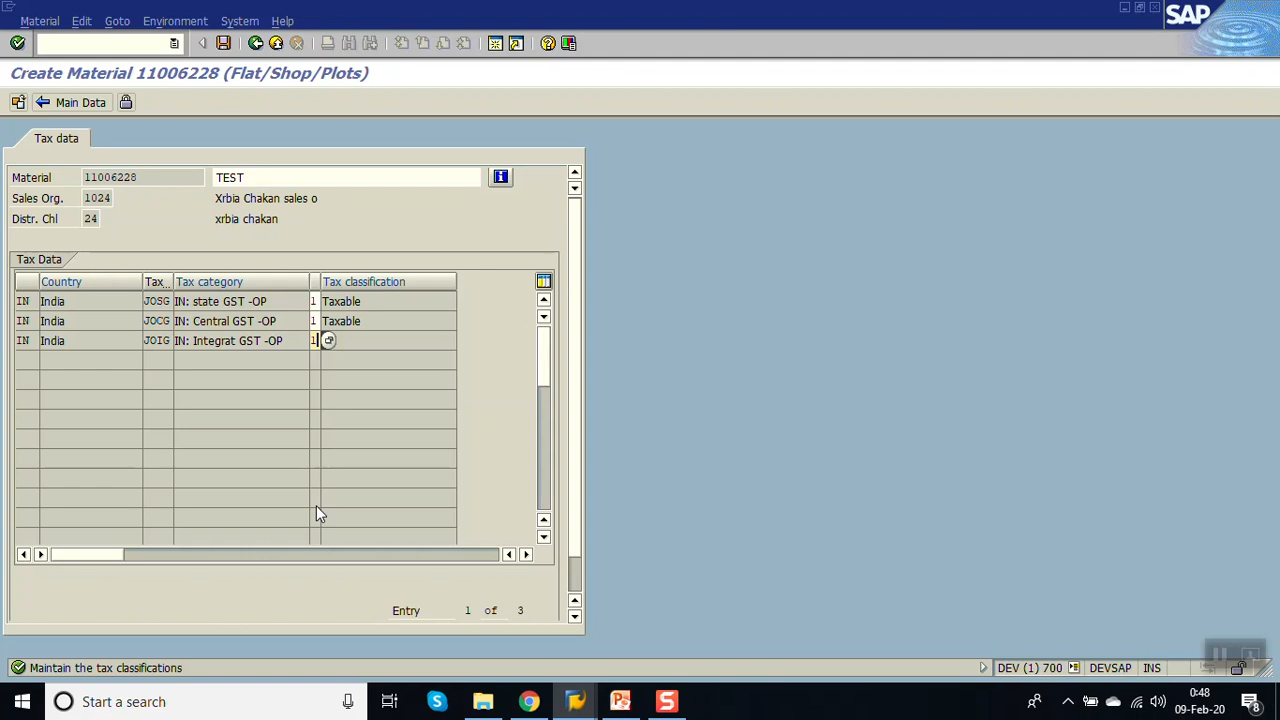 Material Edit Goto Environment System Help
SAP
Create Material 11006228 (Flat/Shop/Plots)
Main Data
Tax data
Material 11006228 TEST
Sales Org. 1024 Xrbia Chakan sales o
Distr. Chl 24 xrbia chakan
Tax Data
Country Tax.. Tax category Tax classification
IN India JOSG IN: state GST -OP 1 Taxable
IN India JOCG IN: Central GST -OP 1 Taxable
IN India JOIG IN: Integrat GST -OP 1
Entry 1 of 3
Maintain the tax classifications DEV (1) 700 DEVSAP INS
Start a search 0:48
09-Feb-20 8